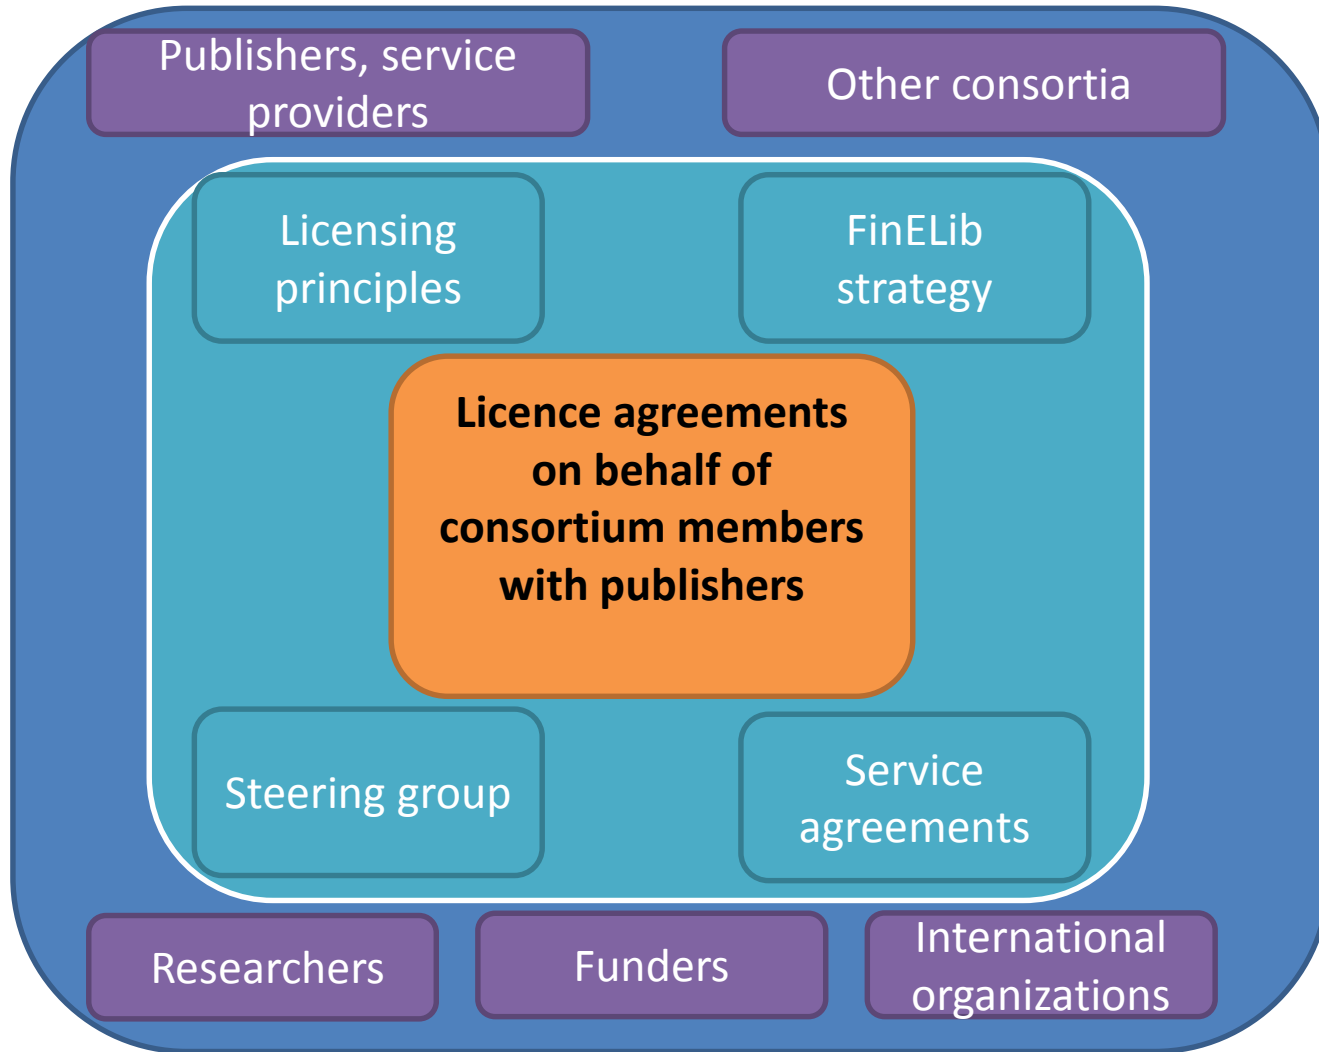 Publishers, service
providers
Other consortia
Licensing
principles
FinELib
strategy
Licence agreements
on behalf of
consortium members
with publishers
Steering group
Service
agreements
Researchers
Funders
International
organizations